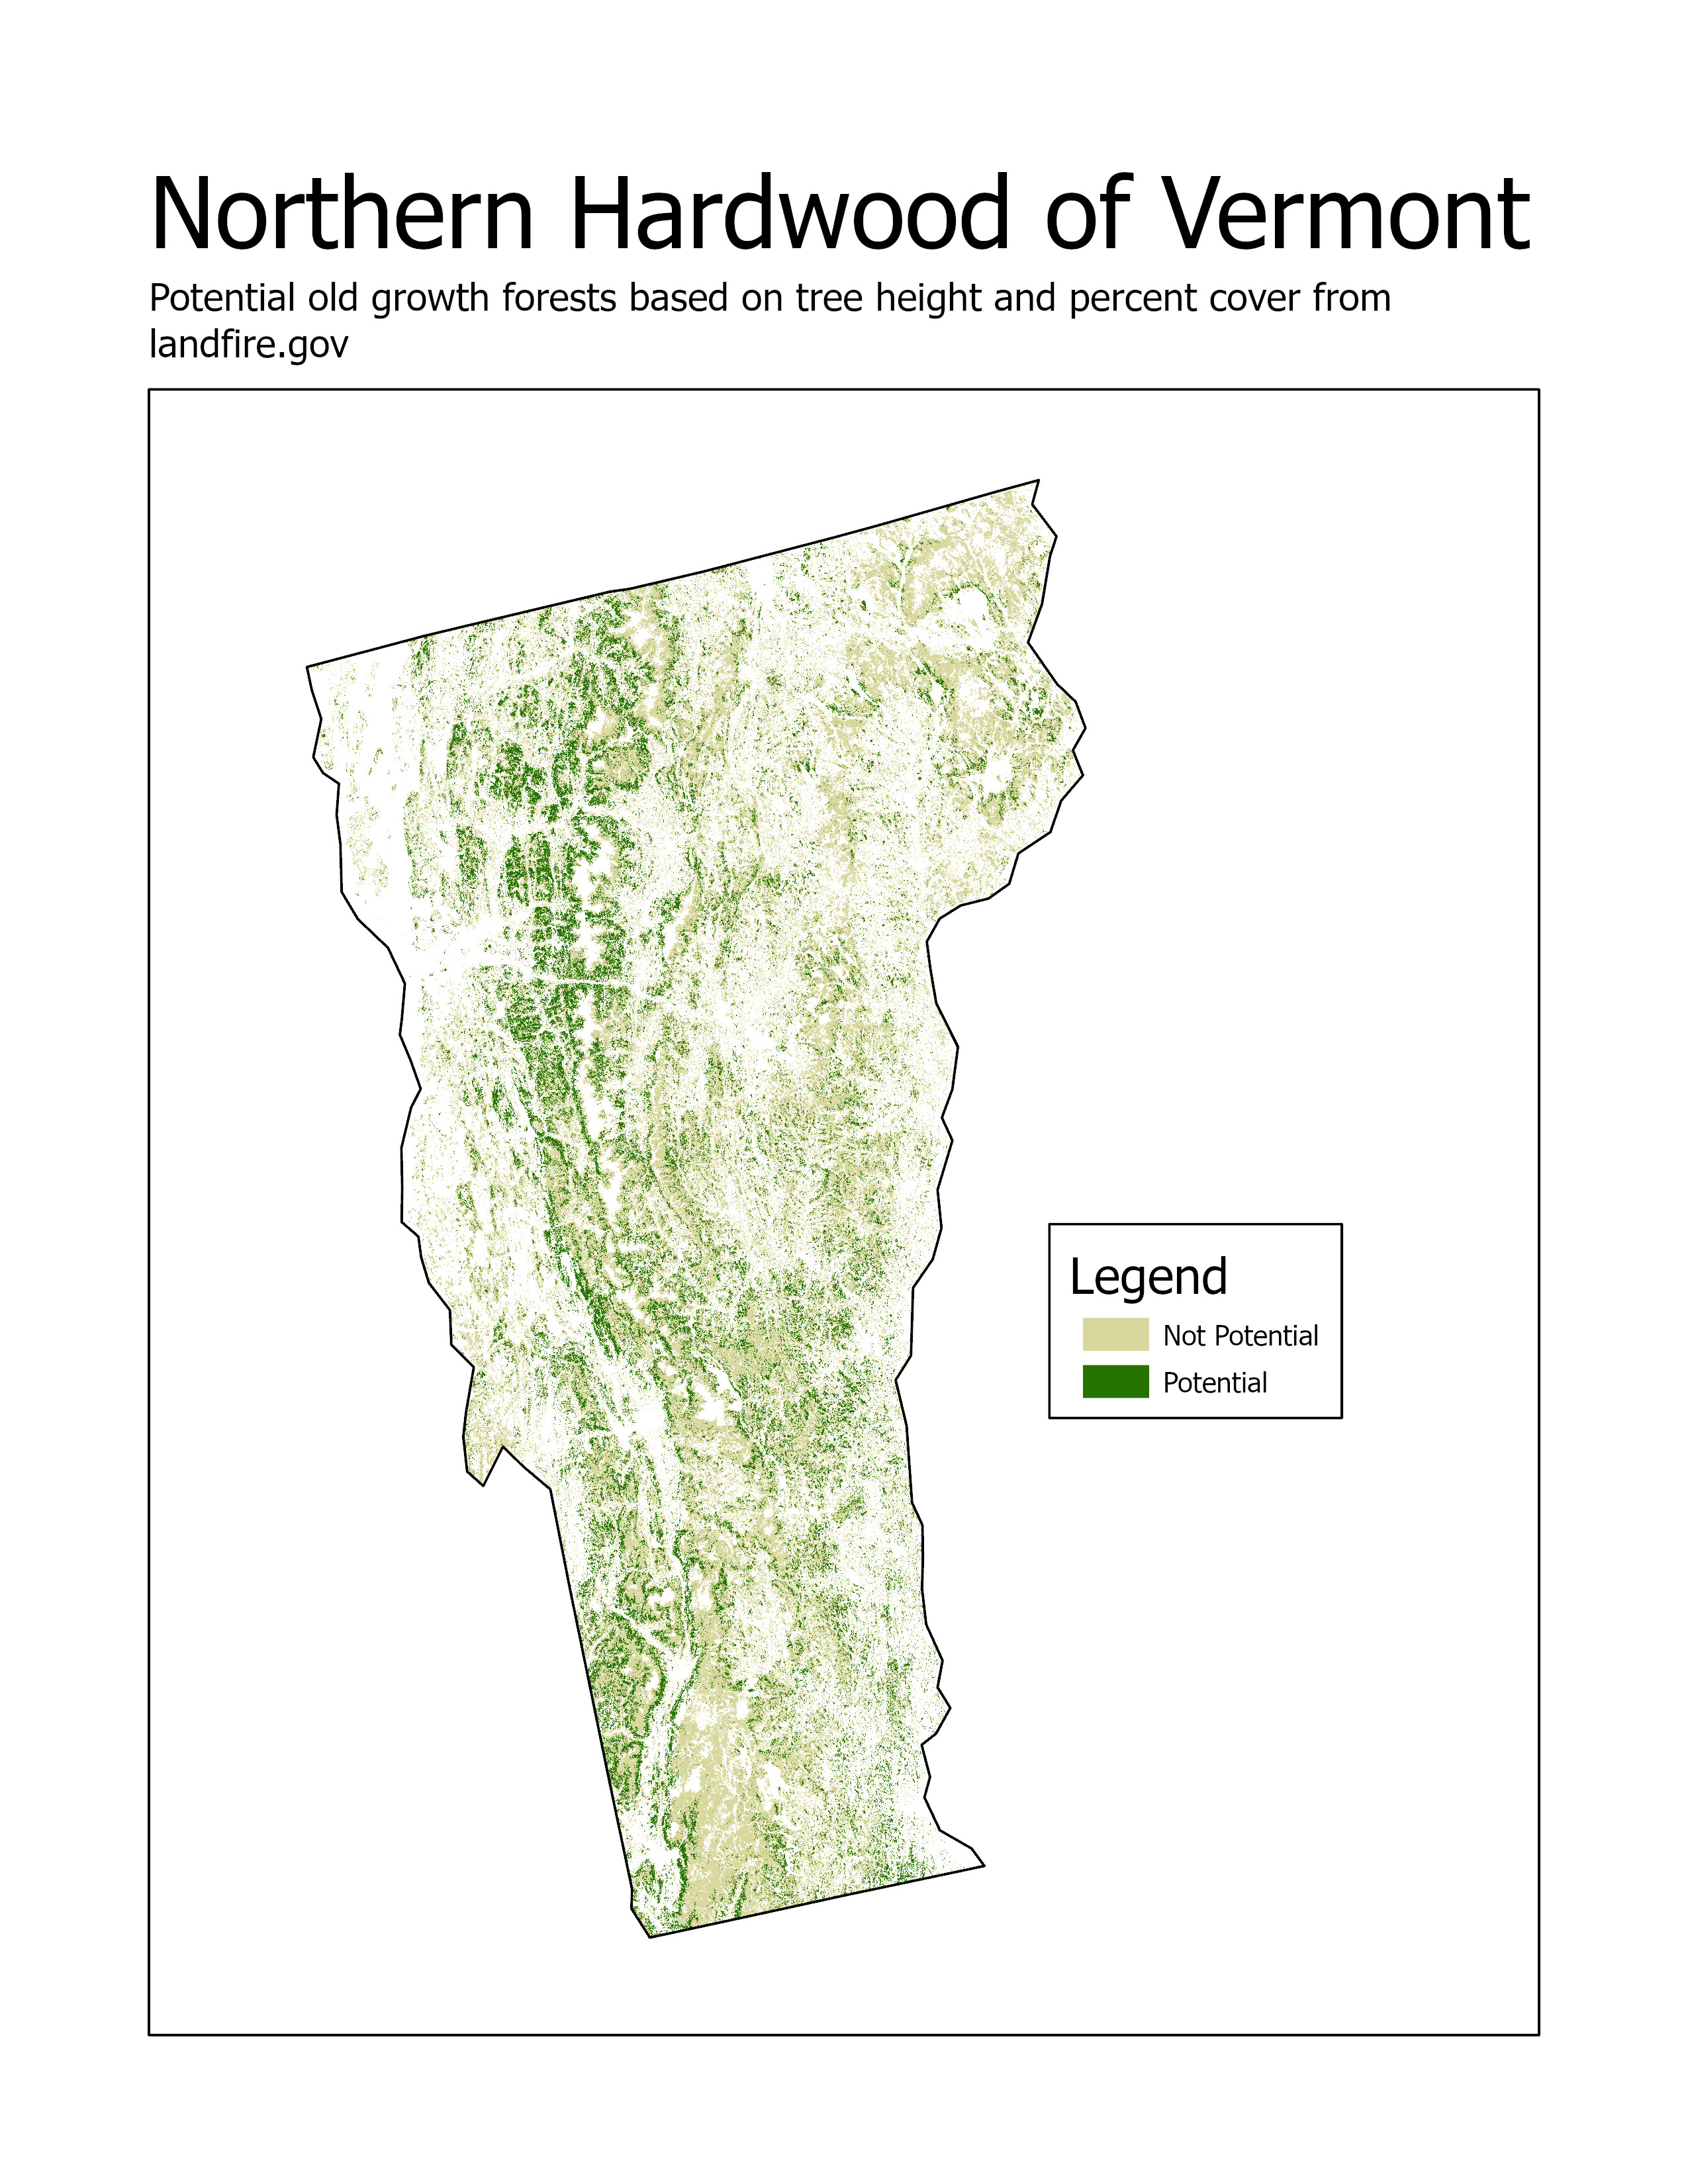 Northern Hardwood of Vermont
Potential old growth forests based on tree height and percent cover from
landfire.gov
Legend
Not Potential
Potential